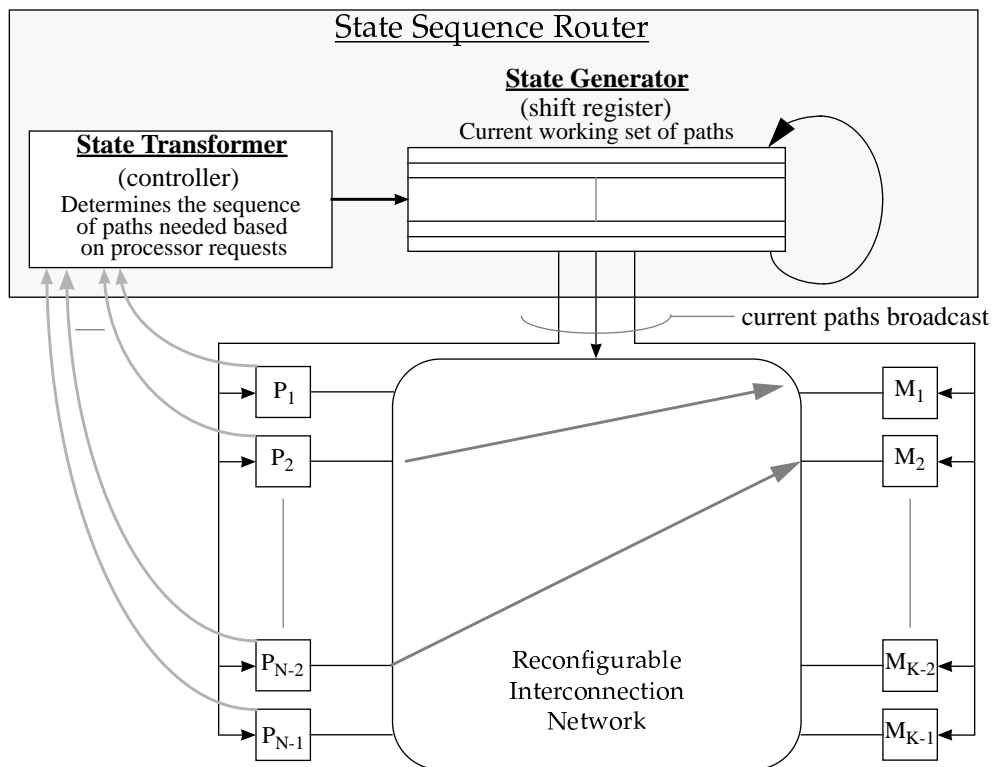 State Sequence Router
State Generator
(shift register)
Current working set of paths
State Transformer
(controller)
Determines the sequence
of paths needed based
on processor requests
current paths broadcast
P1
M1
P2
M2
PN-2
MK-2
Reconfigurable
Interconnection
Network
PN-1
MK-1